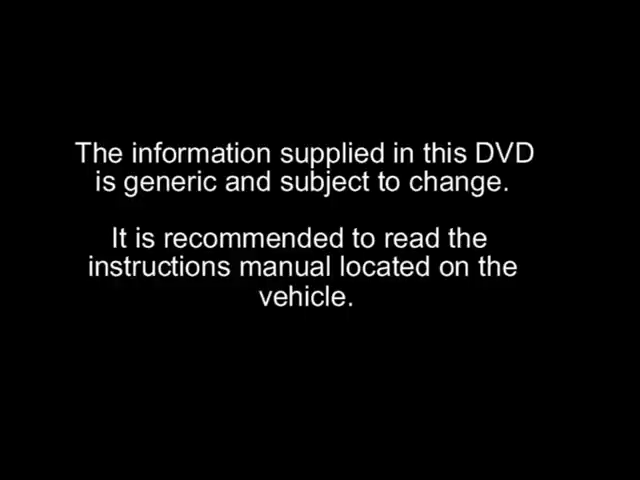 The information supplied in this DVD
is generic and subject to change.
It is recommended to read the
instructions manual located on the
vehicle.